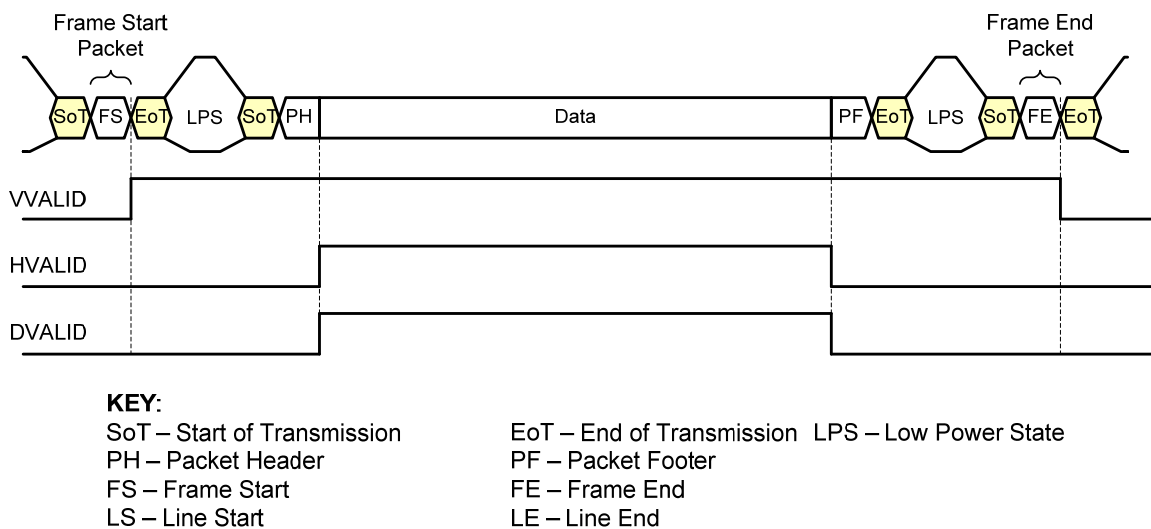 Frame Start
Packet
Frame End
Packet
SoT FS EoT LPS SoT PH Data PF EoT LPS SoT FE EoT
VVALID
HVALID
DVALID
KEY:
SoT – Start of Transmission EoT – End of Transmission LPS – Low Power State
PH – Packet Header PF – Packet Footer
FS – Frame Start FE – Frame End
LS – Line Start LE – Line End